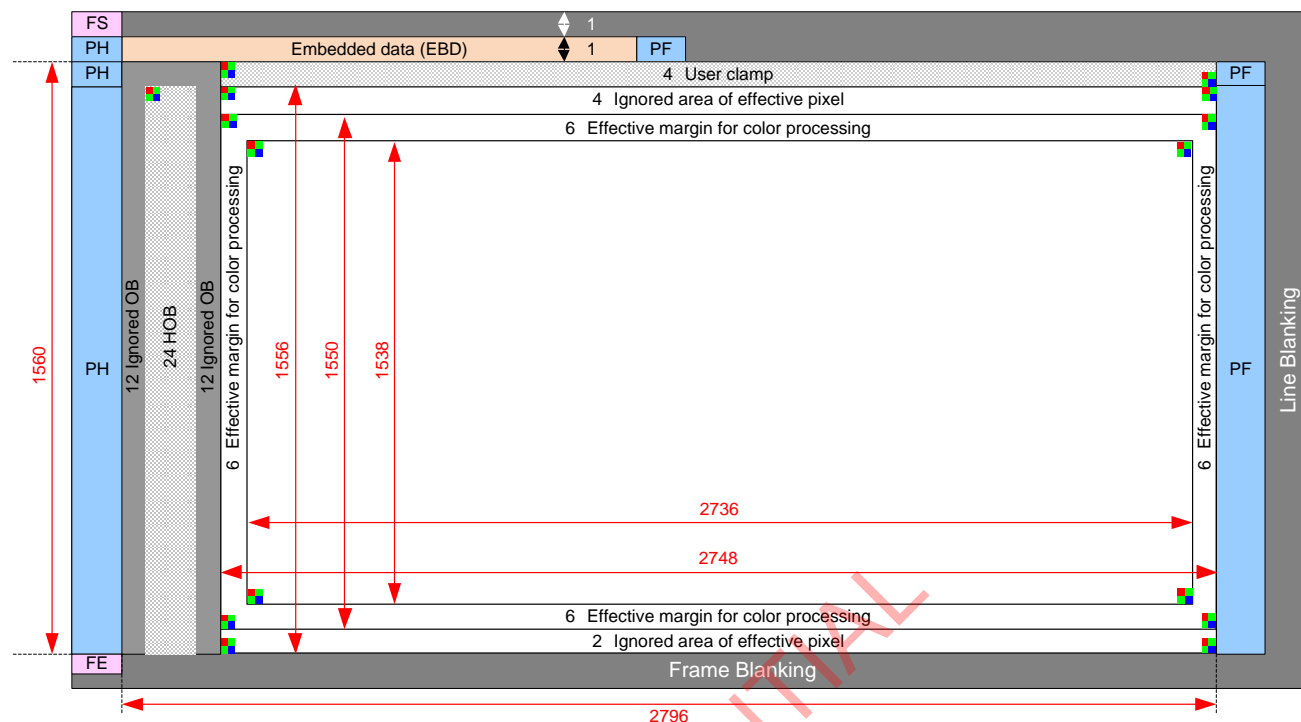 FS
1
PH
Embedded data (EBD)
1
PF
PH
4 User clamp
PF
4 Ignored area of effective pixel
6 Effective margin for color processing
1560
PH
12 Ignored OB
24 HOB
12 Ignored OB
6 Effective margin for color processing
1556
1550
1538
6 Effective margin for color processing
PF
Line Blanking
2736
2748
6 Effective margin for color processing
2 Ignored area of effective pixel
FE
Frame Blanking
2796